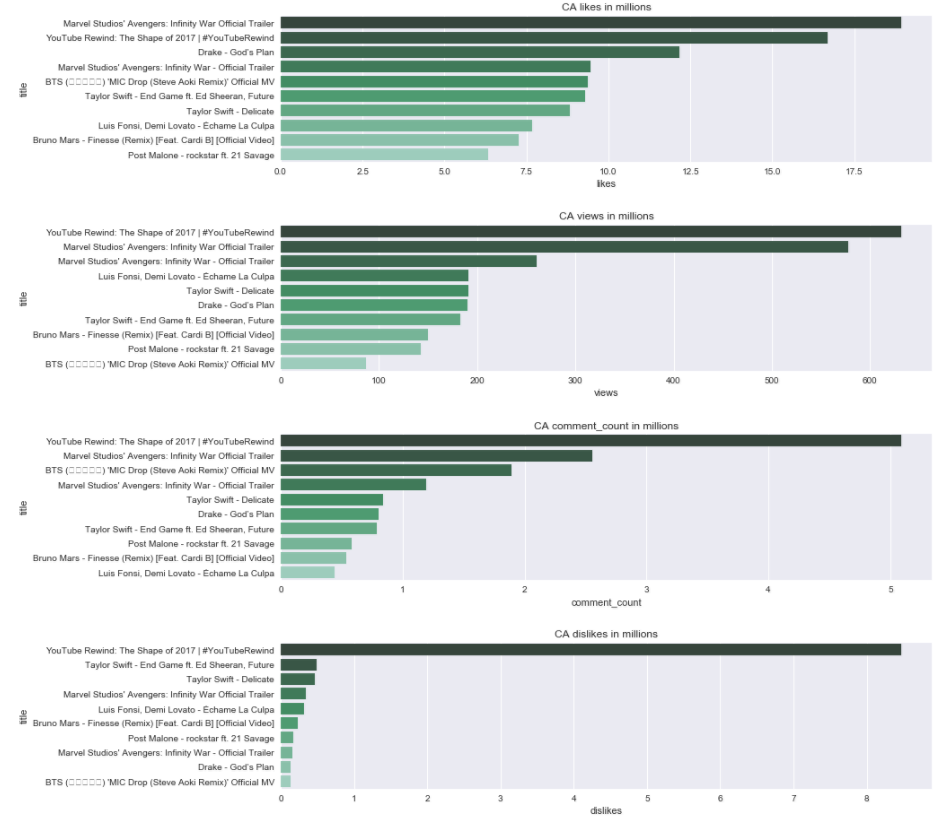 CA likes in millions
title
Marvel Studios' Avengers: Infinity War Official Trailer
YouTube Rewind: The Shape of 2017 | #YouTubeRewind
Drake - God's Plan
Marvel Studios' Avengers: Infinity War - Official Trailer
BTS (□□□□□) 'MIC Drop (Steve Aoki Remix)' Official MV
Taylor Swift - End Game ft. Ed Sheeran, Future
Taylor Swift - Delicate
Luis Fonsi, Demi Lovato - Échame La Culpa
Bruno Mars - Finesse (Remix) [Feat. Cardi B] [Official Video]
Post Malone - rockstar ft. 21 Savage
0.0 2.5 5.0 7.5 10.0 12.5 15.0 17.5
likes
CA views in millions
title
YouTube Rewind: The Shape of 2017 | #YouTubeRewind
Marvel Studios' Avengers: Infinity War Official Trailer
Marvel Studios' Avengers: Infinity War - Official Trailer
Luis Fonsi, Demi Lovato - Échame La Culpa
Taylor Swift - Delicate
Drake - God's Plan
Taylor Swift - End Game ft. Ed Sheeran, Future
Bruno Mars - Finesse (Remix) [Feat. Cardi B] [Official Video]
Post Malone - rockstar ft. 21 Savage
BTS (□□□□□) 'MIC Drop (Steve Aoki Remix)' Official MV
0 100 200 300 400 500 600
views
CA comment_count in millions
title
YouTube Rewind: The Shape of 2017 | #YouTubeRewind
Marvel Studios' Avengers: Infinity War Official Trailer
BTS (□□□□□) 'MIC Drop (Steve Aoki Remix)' Official MV
Marvel Studios' Avengers: Infinity War - Official Trailer
Taylor Swift - Delicate
Drake - God's Plan
Taylor Swift - End Game ft. Ed Sheeran, Future
Post Malone - rockstar ft. 21 Savage
Bruno Mars - Finesse (Remix) [Feat. Cardi B] [Official Video]
Luis Fonsi, Demi Lovato - Échame La Culpa
0 1 2 3 4 5
comment_count
CA dislikes in millions
title
YouTube Rewind: The Shape of 2017 | #YouTubeRewind
Taylor Swift - End Game ft. Ed Sheeran, Future
Taylor Swift - Delicate
Marvel Studios' Avengers: Infinity War Official Trailer
Luis Fonsi, Demi Lovato - Échame La Culpa
Bruno Mars - Finesse (Remix) [Feat. Cardi B] [Official Video]
Post Malone - rockstar ft. 21 Savage
Marvel Studios' Avengers: Infinity War - Official Trailer
Drake - God's Plan
BTS (□□□□□) 'MIC Drop (Steve Aoki Remix)' Official MV
0 1 2 3 4 5 6 7 8
dislikes